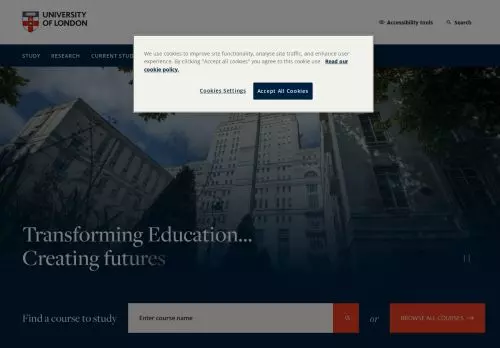 UNIVERSITY
OF LONDON
Accessibility tools
Search
STUDY
RESEARCH
CURRENT STUD
We use cookies to improve site functionality, analyse site traffic, and enhance user
experience. By clicking "Accept all cookies" you agree to this cookie use. Read our
cookie policy.
Cookies Settings
Accept All Cookies
Transforming Education...
Creating futures
Find a course to study
Enter course name
or
BROWSE ALL COURSES